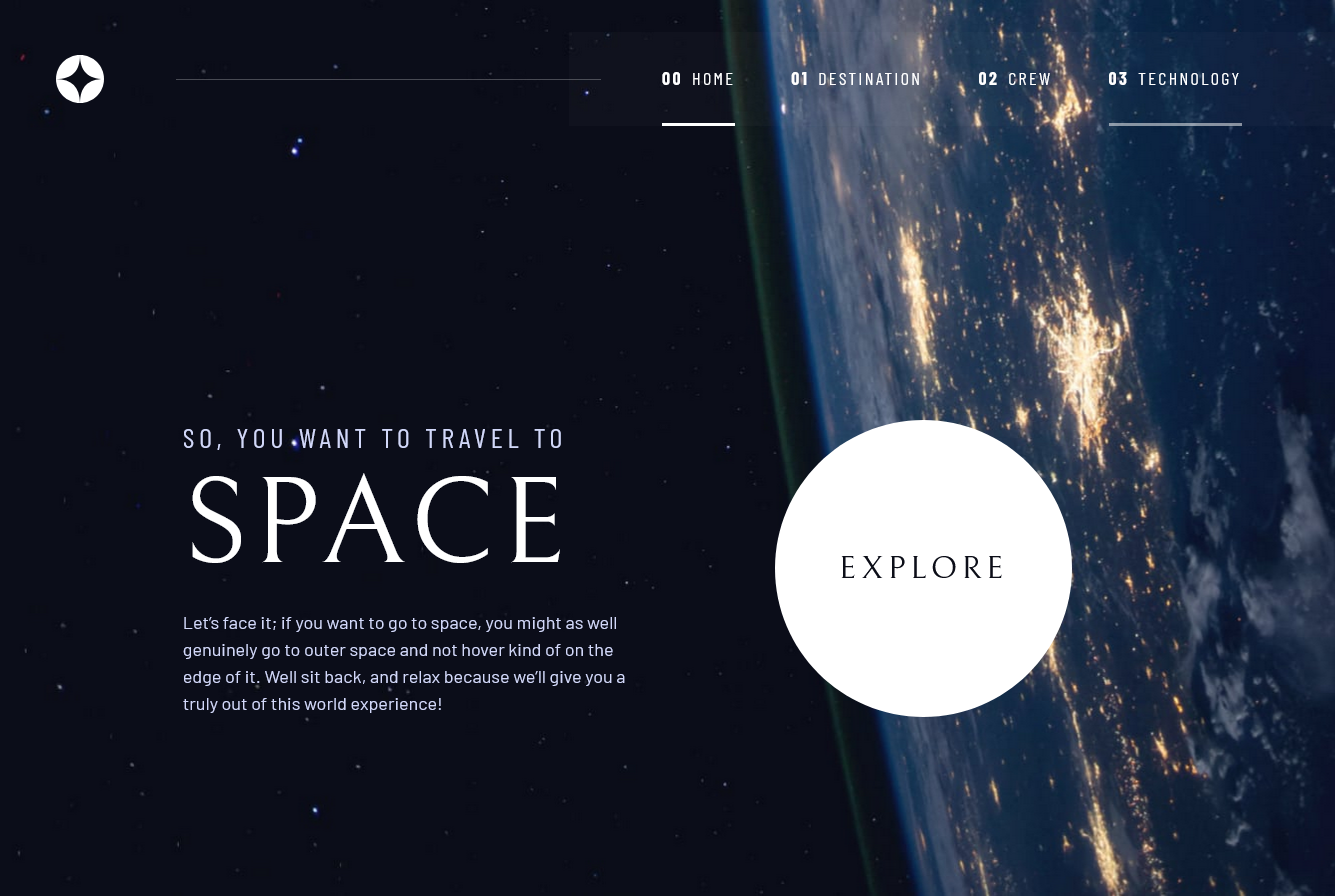 00 HOME 01 DESTINATION 02 CREW 03 TECHNOLOGY
SO, YOU WANT TO TRAVEL TO
SPACE
Let’s face it; if you want to go to space, you might as well
genuinely go to outer space and not hover kind of on the
edge of it. Well sit back, and relax because we’ll give you a
truly out of this world experience!
EXPLORE